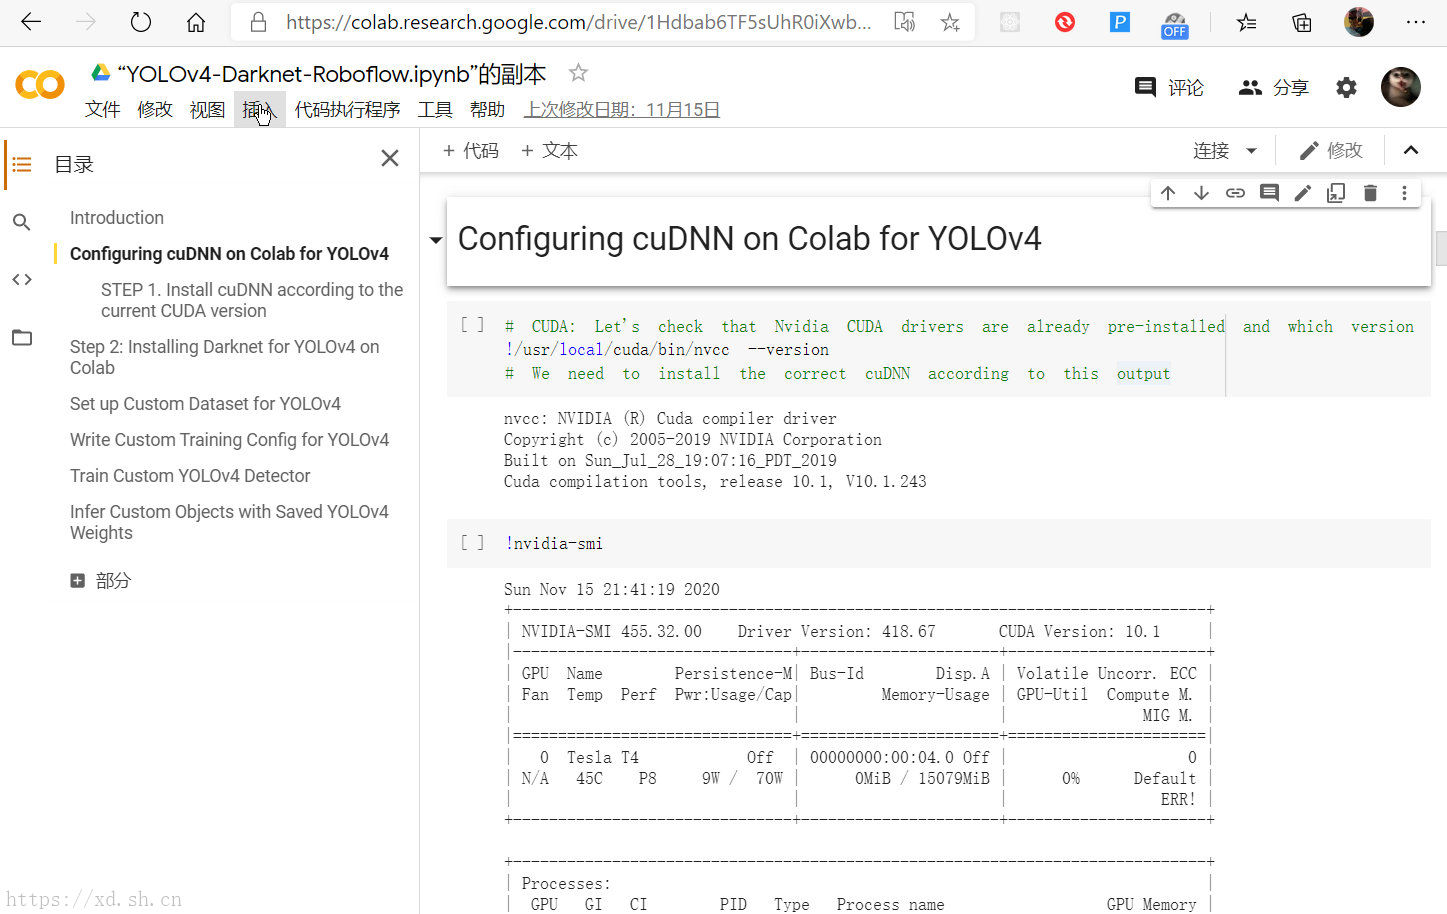 https://colab.research.google.com/drive/1Hdbab6TF5sUhR0iXwb...
P
OFF
CO
“YOLOv4-Darknet-Roboflow.ipynb”的副本
评论
分享
文件 修改 视图 代码执行程序 工具 帮助 上次修改日期：11月15日
目录
+ 代码 + 文本
连接
修改
Introduction
Configuring cuDNN on Colab for YOLOv4
STEP 1. Install cuDNN according to the
current CUDA version
Step 2: Installing Darknet for YOLOv4 on
Colab
Set up Custom Dataset for YOLOv4
Write Custom Training Config for YOLOv4
Train Custom YOLOv4 Detector
Infer Custom Objects with Saved YOLOv4
Weights
部分
Configuring cuDNN on Colab for YOLOv4
[ ] # CUDA: Let's check that Nvidia CUDA drivers are already pre-installed and which version
!/usr/local/cuda/bin/nvcc --version
# We need to install the correct cuDNN according to this output
nvcc: NVIDIA (R) Cuda compiler driver
Copyright (c) 2005-2019 NVIDIA Corporation
Built on Sun_Jul_28_19:07:16_PDT_2019
Cuda compilation tools, release 10.1, V10.1.243
[ ] !nvidia-smi
Sun Nov 15 21:41:19 2020
| NVIDIA-SMI 455.32.00 Driver Version: 418.67 CUDA Version: 10.1 |
| GPU Name Persistence-M| Bus-Id Disp.A | Volatile Uncorr. ECC |
| Fan Temp Perf Pwr:Usage/Cap| Memory-Usage | GPU-Util Compute M. |
| | | MIG M. |
| 0 Tesla T4 Off | 00000000:00:04.0 Off | 0 |
| N/A 45C P8 9W / 70W | 0MiB / 15079MiB | 0% Default |
| | | ERR! |
| Processes: |
| GPU GI CI PID Type Process name GPU Memory |
https://xd.sh.cn